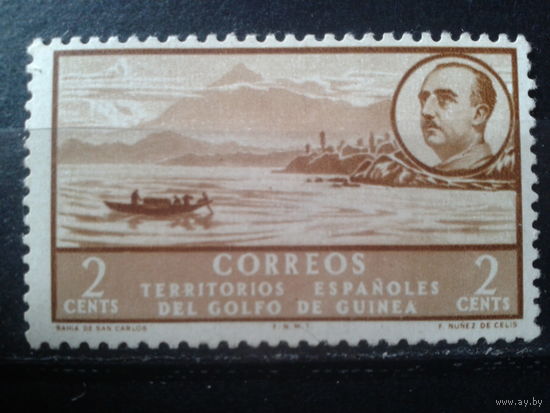 CORREOS
2 CENTS
TERRITORIOS ESPAÑOLES
DEL GOLFO DE GUINEA
2 CENTS
BAHIA DE SAN CARLOS
F.N.M.T
F. NUÑEZ DE CELIS
www.ay.by